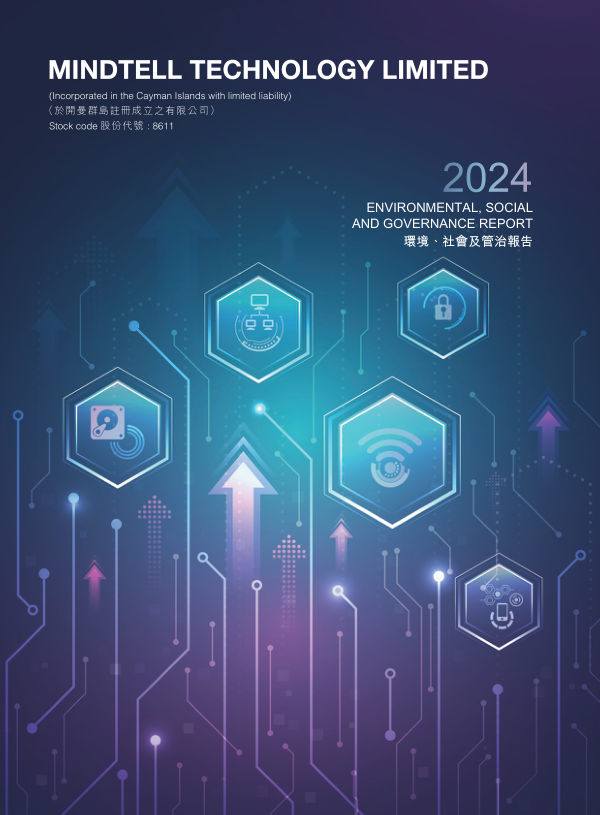 MINDTELL TECHNOLOGY LIMITED
(Incorporated in the Cayman Islands with limited liability)
(於開曼群島註冊成立之有限公司)
Stock code 股份代號 : 8611
2024
ENVIRONMENTAL, SOCIAL
AND GOVERNANCE REPORT
環境、社會及管治報告